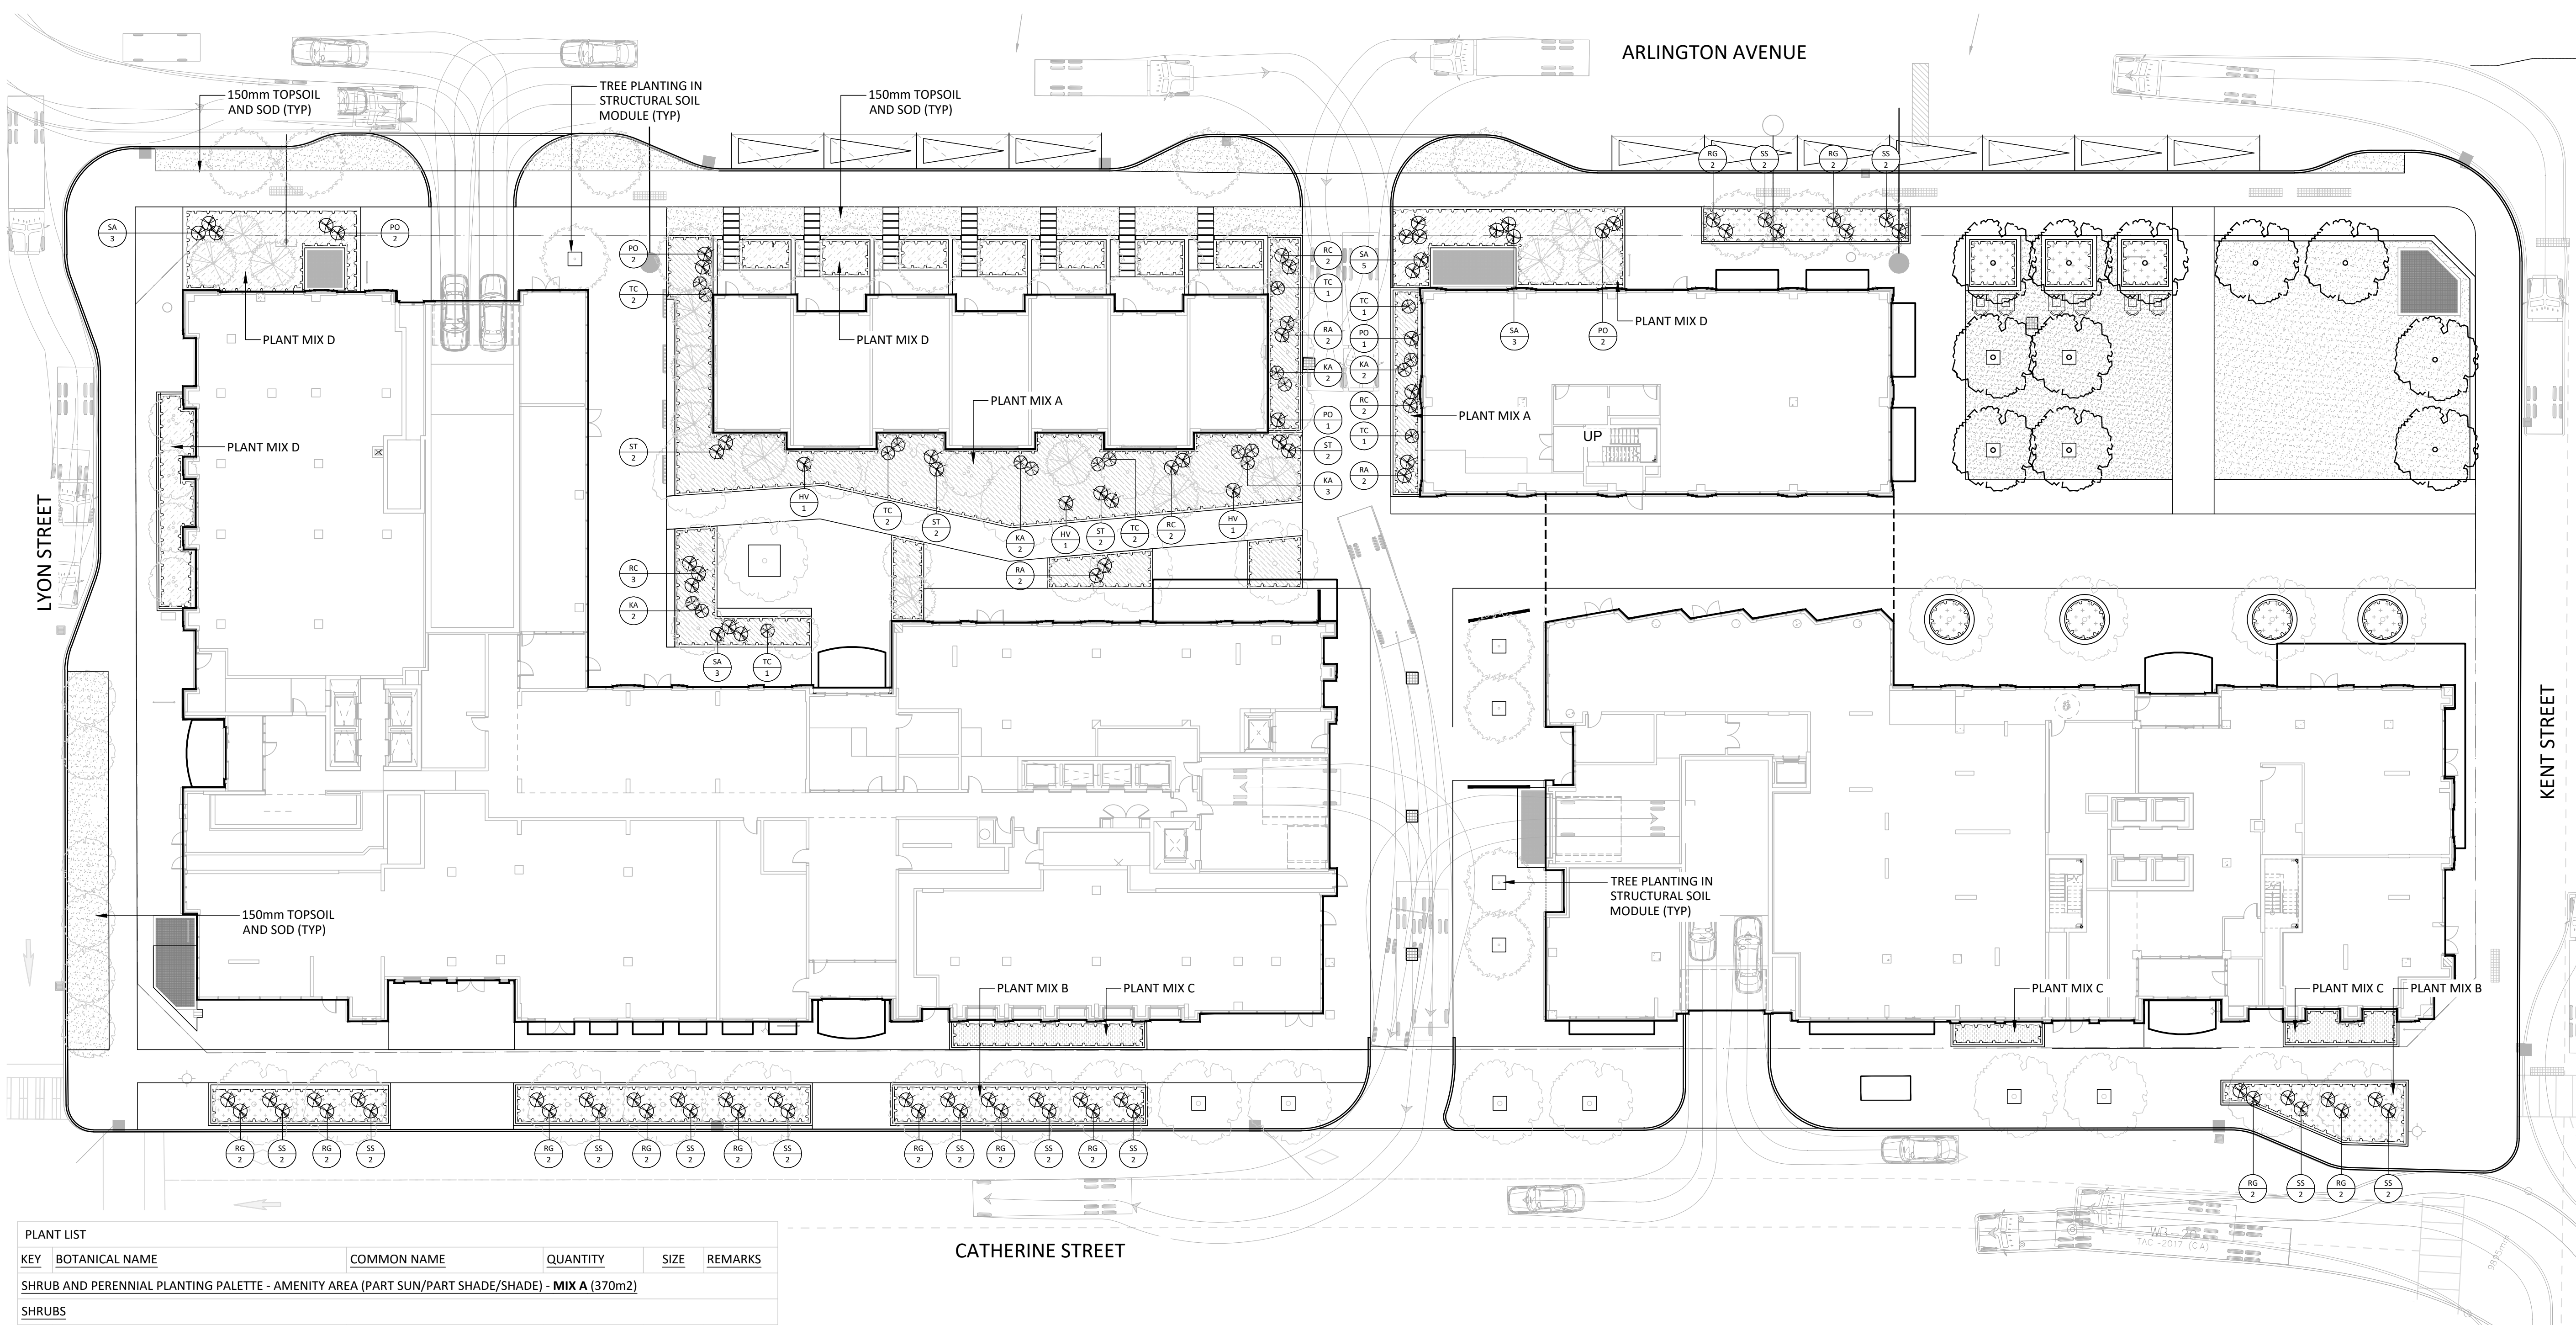 ARLINGTON AVENUE
150mm TOPSOIL
AND SOD (TYP)
TREE PLANTING IN
STRUCTURAL SOIL
MODULE (TYP)
150mm TOPSOIL
AND SOD (TYP)
RG
2
SS
2
RG
2
SS
2
SA
3
PO
2
PO
2
TC
2
RC
2
TC
1
RA
2
KA
2
PO
1
ST
2
KA
3
SA
5
TC
1
PO
1
KA
2
RC
2
TC
1
RA
2
SA
3
PO
2
PLANT MIX D
PLANT MIX D
PLANT MIX D
PLANT MIX A
PLANT MIX A
UP
PLANT MIX D
ST
2
HV
1
TC
2
ST
2
KA
2
HV
1
ST
2
TC
2
RC
2
HV
1
RC
3
KA
2
RA
2
SA
3
TC
1
LYON STREET
KENT STREET
TREE PLANTING IN
STRUCTURAL SOIL
MODULE (TYP)
150mm TOPSOIL
AND SOD (TYP)
PLANT MIX B
PLANT MIX C
PLANT MIX C
PLANT MIX C
PLANT MIX B
RG
2
SS
2
RG
2
SS
2
RG
2
SS
2
RG
2
SS
2
RG
2
SS
2
RG
2
SS
2
RG
2
SS
2
RG
2
SS
2
RG
2
SS
2
RG
2
SS
2
CATHERINE STREET
WB-20
TAC-2017 (CA)
PLANT LIST
KEY BOTANICAL NAME COMMON NAME QUANTITY SIZE REMARKS
SHRUB AND PERENNIAL PLANTING PALETTE - AMENITY AREA (PART SUN/PART SHADE/SHADE) - MIX A (370m2)
SHRUBS